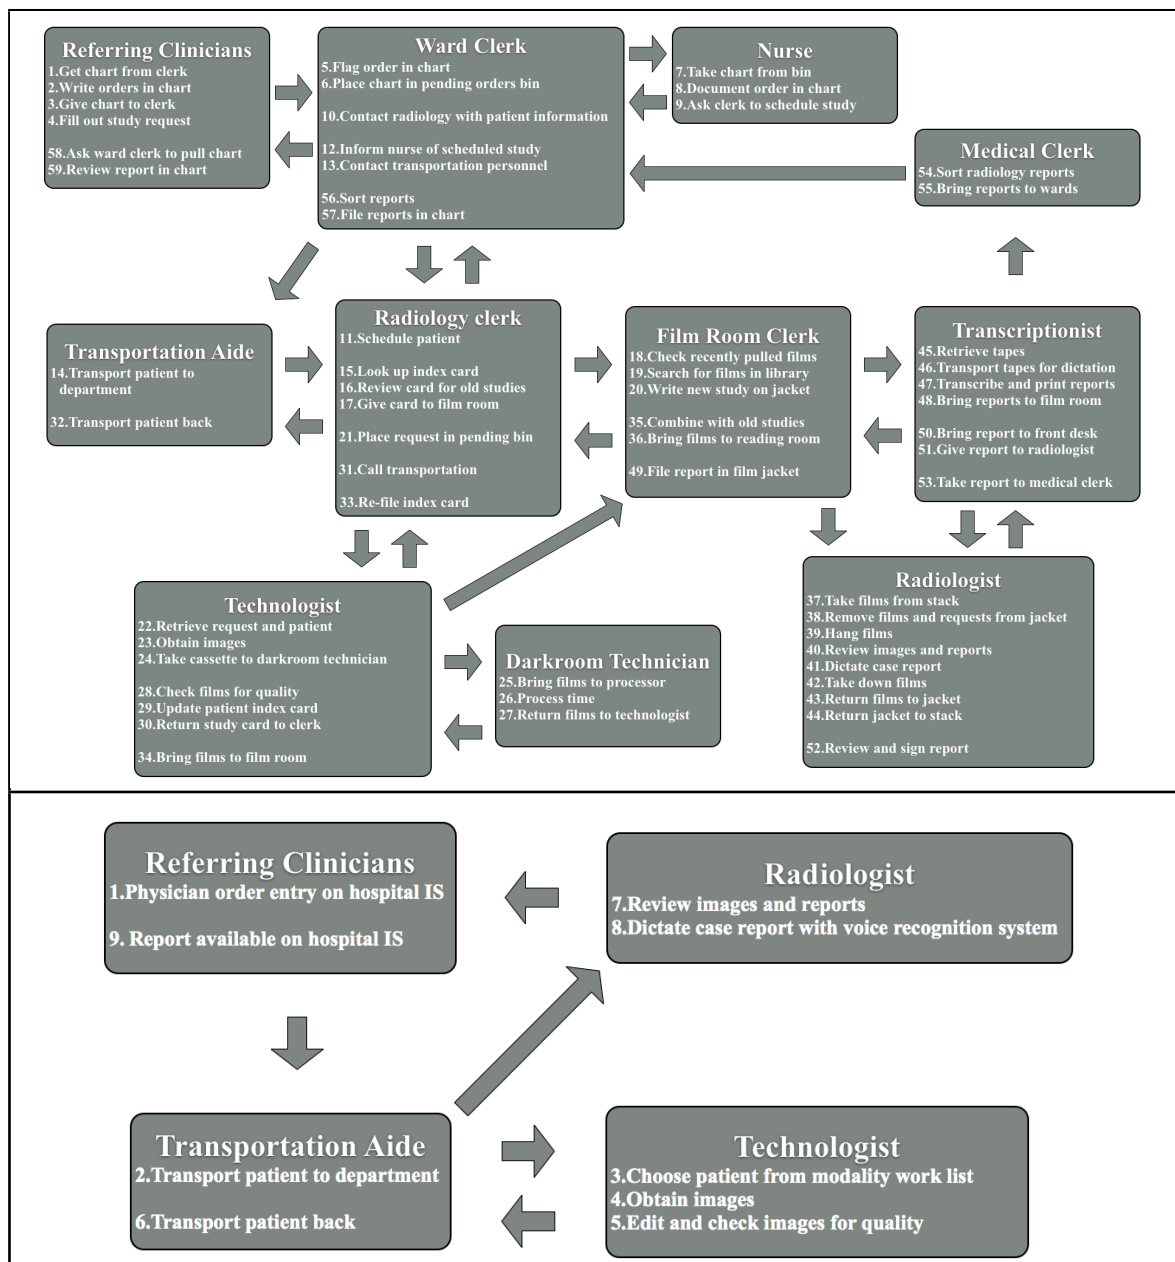 Referring Clinicians
1.Get chart from clerk
2.Write orders in chart
3.Give chart to clerk
4.Fill out study request
58.Ask ward clerk to pull chart
59.Review report in chart
Ward Clerk
5.Flag order in chart
6.Place chart in pending orders bin
10.Contact radiology with patient information
12.Inform nurse of scheduled study
13.Contact transportation personnel
56.Sort reports
57.File reports in chart
Nurse
7.Take chart from bin
8.Document order in chart
9.Ask clerk to schedule study
Medical Clerk
54.Sort radiology reports
55.Bring reports to wards
Transportation Aide
14.Transport patient to
department
32.Transport patient back
Radiology clerk
11.Schedule patient
15.Look up index card
16.Review card for old studies
17.Give card to film room
21.Place request in pending bin
31.Call transportation
33.Re-file index card
Film Room Clerk
18.Check recently pulled films
19.Search for films in library
20.Write new study on jacket
35.Combine with old studies
36.Bring films to reading room
49.File report in film jacket
Transcriptionist
45.Retrieve tapes
46.Transport tapes for dictation
47.Transcribe and print reports
48.Bring reports to film room
50.Bring report to front desk
51.Give report to radiologist
53.Take report to medical clerk
Technologist
22.Retrieve request and patient
23.Obtain images
24.Take cassette to darkroom technician
28.Check films for quality
29.Update patient index card
30.Return study card to clerk
34.Bring films to film room
Darkroom Technician
25.Bring films to processor
26.Process time
27.Return films to technologist
Radiologist
37.Take films from stack
38.Remove films and requests from jacket
39.Hang films
40.Review images and reports
41.Dictate case report
42.Take down films
43.Return films to jacket
44.Return jacket to stack
52.Review and sign report
Referring Clinicians
1.Physician order entry on hospital IS
9. Report available on hospital IS
Radiologist
7.Review images and reports
8.Dictate case report with voice recognition system
Transportation Aide
2.Transport patient to department
6.Transport patient back
Technologist
3.Choose patient from modality work list
4.Obtain images
5.Edit and check images for quality